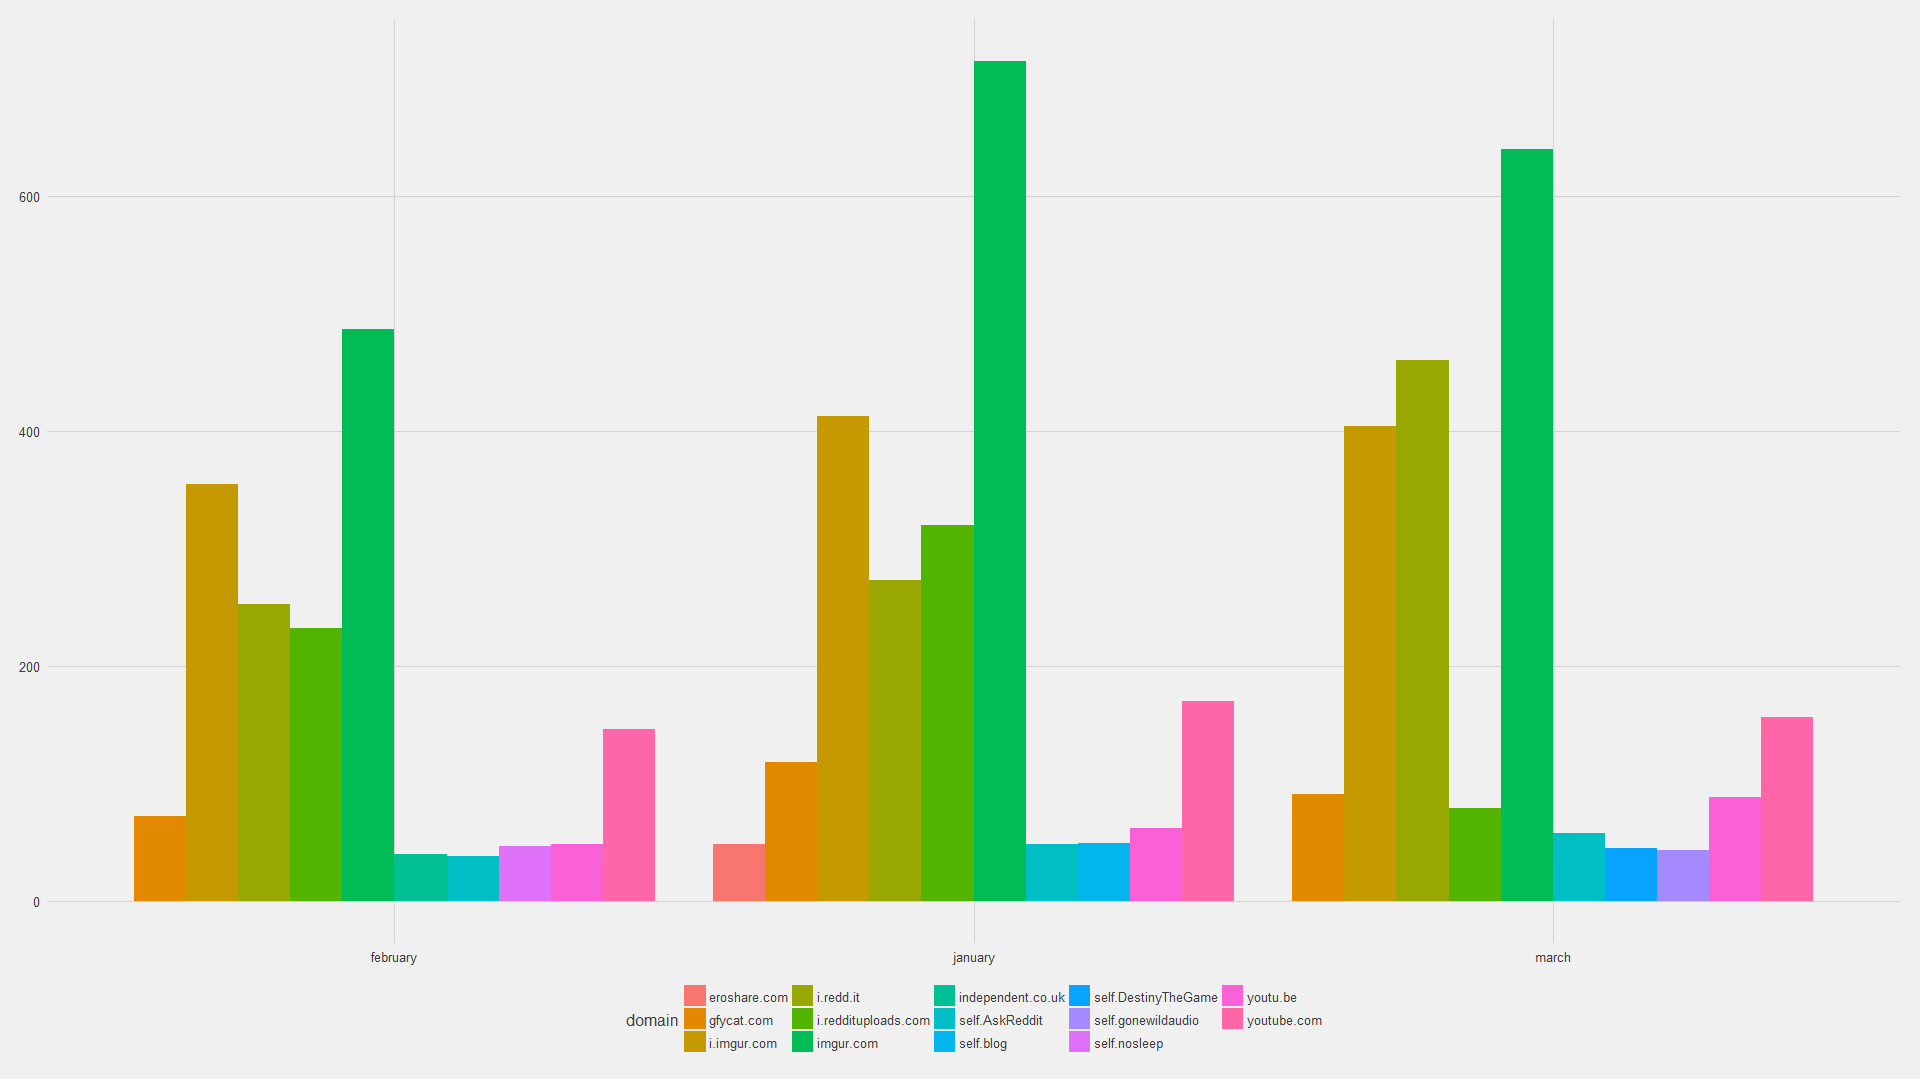 600
400
200
0
february january march
eroshare.com i.redd.it independent.co.uk self.DestinyTheGame youtu.be
domain gfycat.com i.reddituploads.com self.AskReddit self.gonewildaudio youtube.com
i.imgur.com imgur.com self.blog self.nosleep